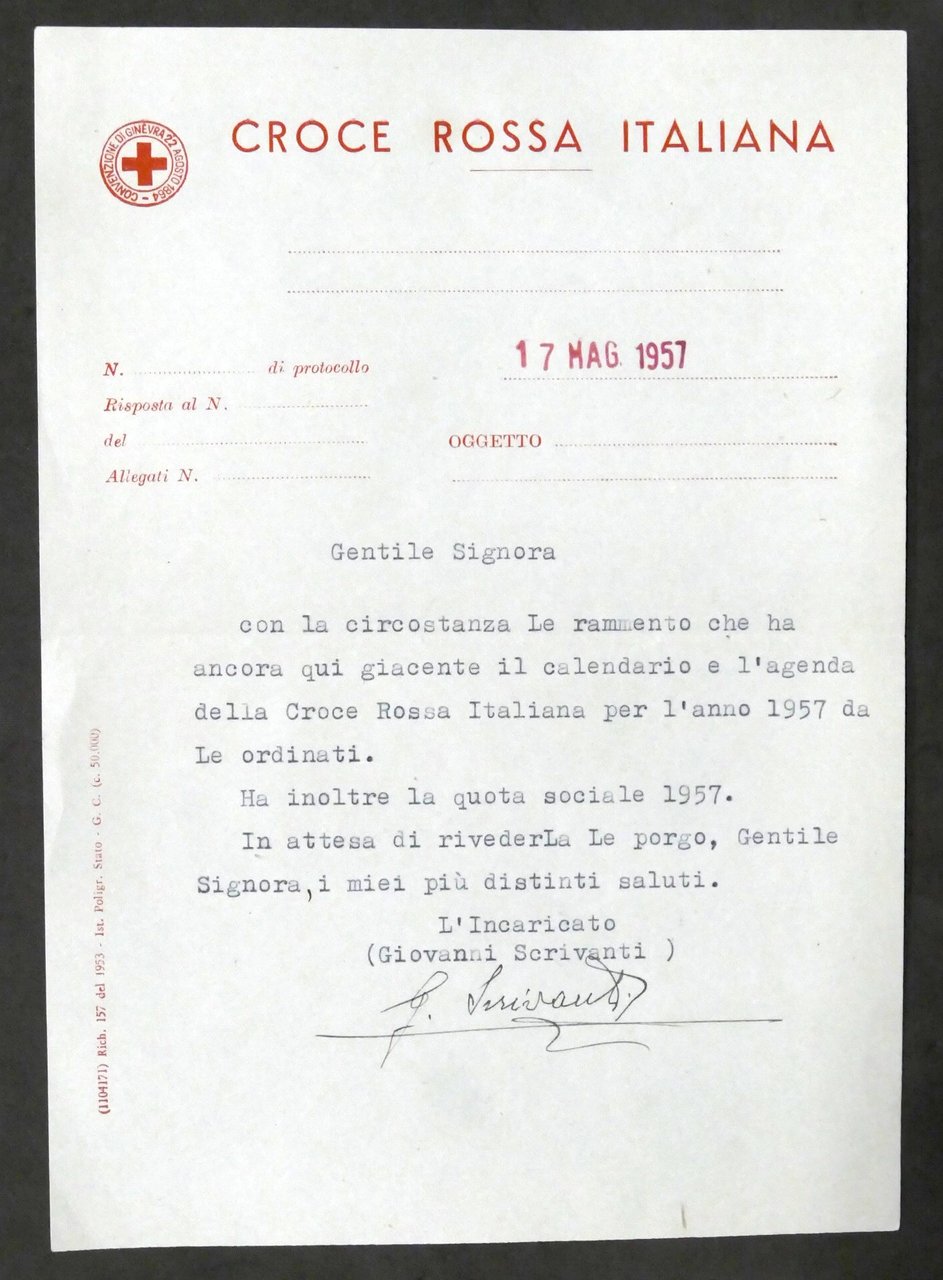 CONVENZIONE DI GINEVRA 22 AGOSTO 1864
CROCE ROSSA ITALIANA
17 MAG. 1957
N. di protocollo
Risposta al N.
del
OGGETTO
Allegati N.
Gentile Signora
con la circostanza Le rammento che ha
ancora qui giacente il calendario e l'agenda
della Croce Rossa Italiana per l'anno 1957 da
Le ordinati.
Ha inoltre la quota sociale 1957.
In attesa di rivederLa Le porgo, Gentile
Signora, i miei più distinti saluti.
L'Incaricato
(Giovanni Scrivanti )
G. Scrivanti
(1104171) Rich. 157 del 1953 - Ist. Poligr. Stato - G. C. (c. 50.000)